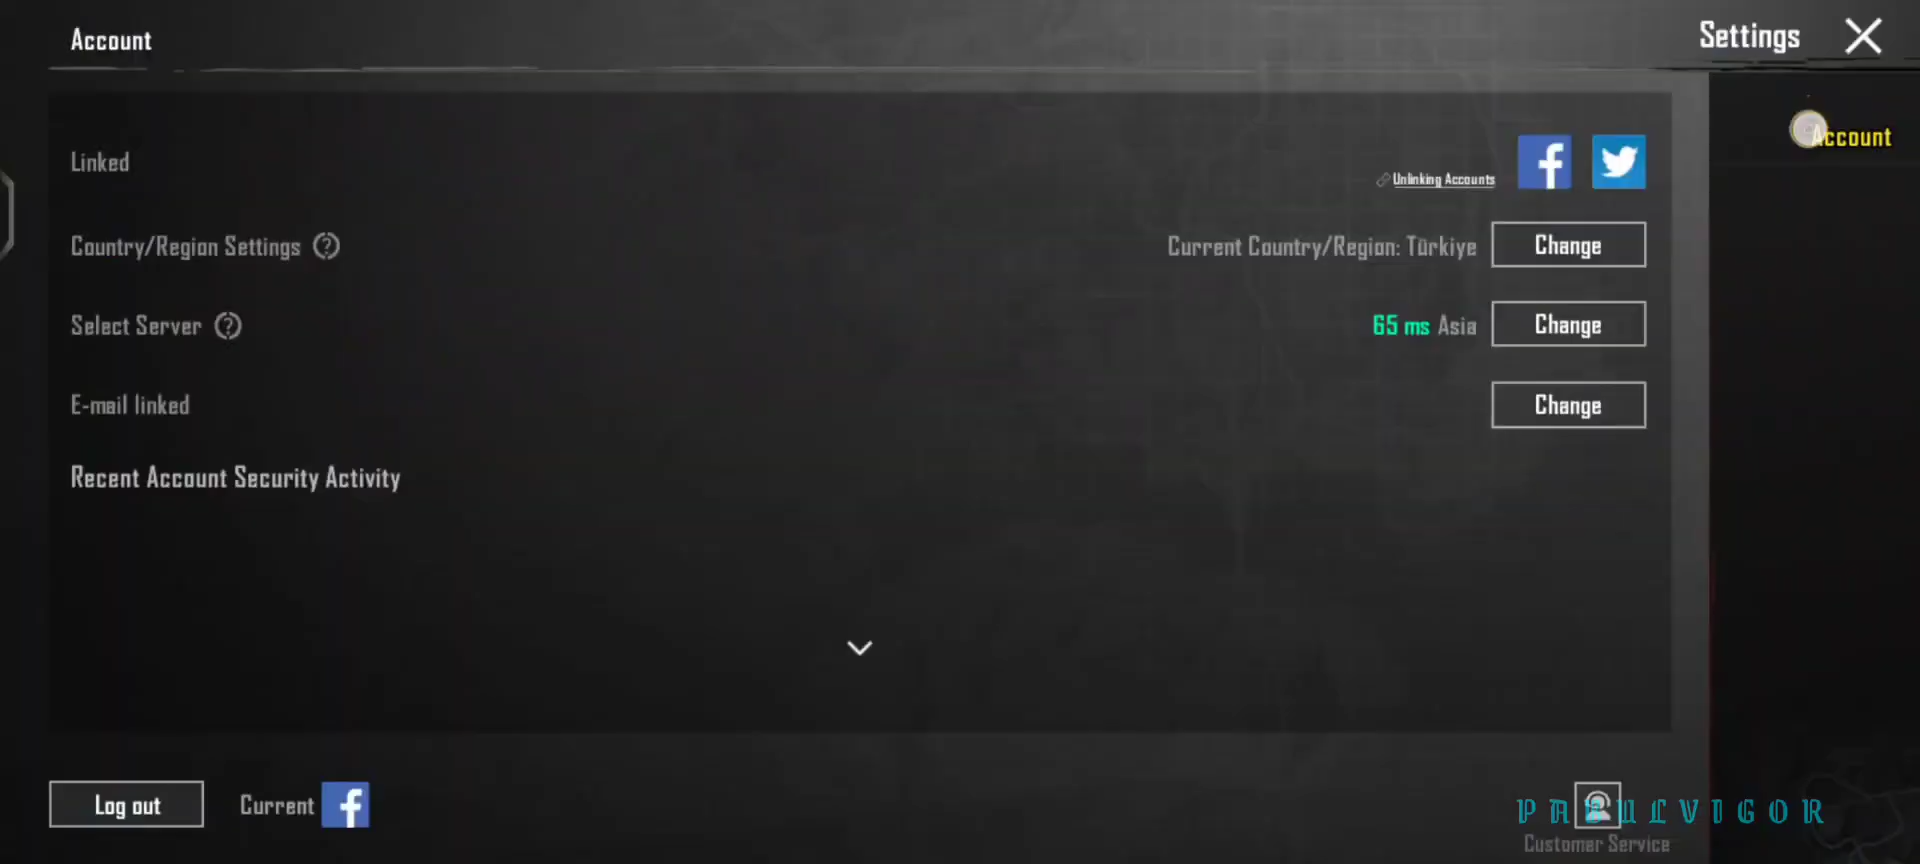 Account
Settings
Account
Linked
Unlinking Accounts
Country/Region Settings
Current Country/Region: Türkiye
Change
Select Server
65 ms Asia
Change
E-mail linked
Change
Recent Account Security Activity
Log out
Current
PABULVIGOR
Customer Service